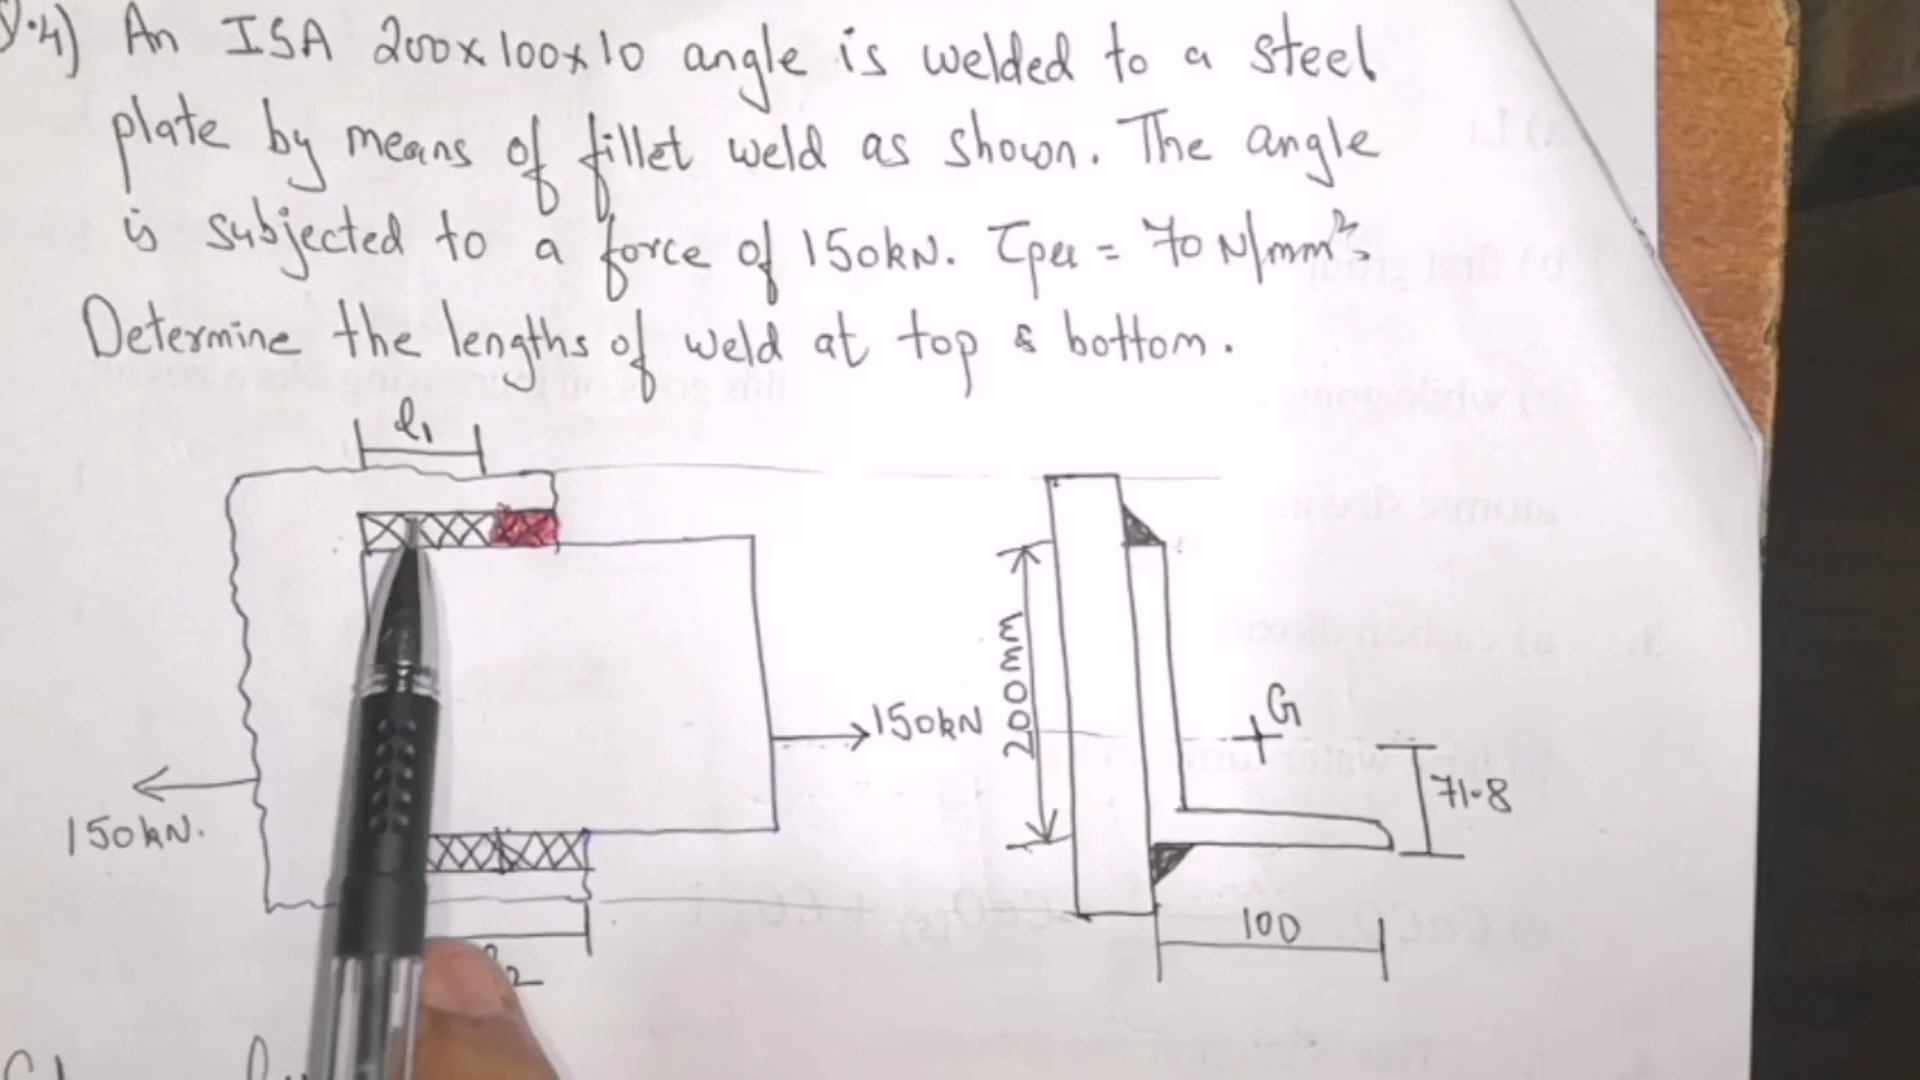 Q.4) An ISA 200x100x10 angle is welded to a steel
plate by means of fillet weld as shown. The angle
is subjected to a force of 150kN. τper = 70 N/mm².
Determine the lengths of weld at top & bottom.
l₁
150kN
200mm
G
71.8
150kN.
100
2